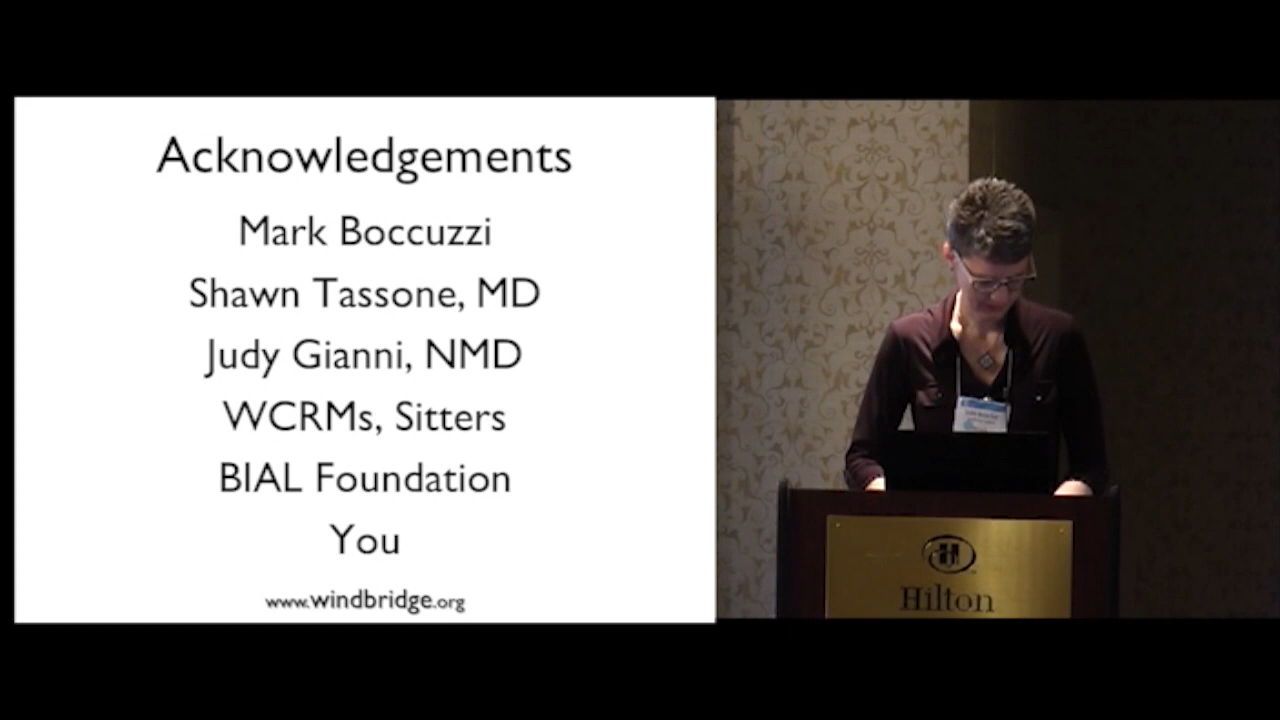 Acknowledgements
Mark Boccuzzi
Shawn Tassone, MD
Judy Gianni, NMD
WCRMs, Sitters
BIAL Foundation
You
www.windbridge.org
Hilton